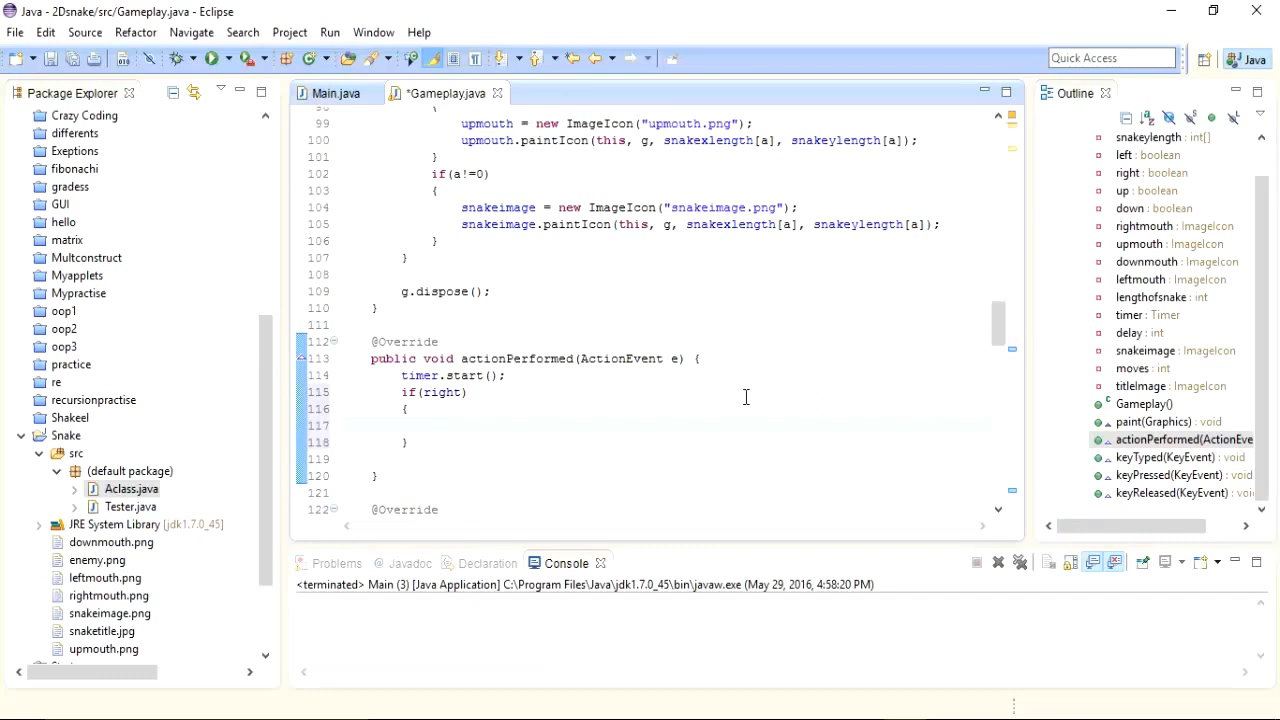 Java - 2Dsnake/src/Gameplay.java - Eclipse
File Edit Source Refactor Navigate Search Project Run Window Help
Quick Access
Java
Package Explorer
Crazy Coding
differents
Exeptions
fibonachi
gradess
GUI
hello
matrix
Multconstruct
Myapplets
Mypractise
oop1
oop2
oop3
practice
re
recursionpractise
Shakeel
Snake
src
(default package)
Aclass.java
Tester.java
JRE System Library [jdk1.7.0_45]
downmouth.png
enemy.png
leftmouth.png
rightmouth.png
snakeimage.png
snaketitle.jpg
upmouth.png
Main.java
*Gameplay.java
98 {
99 upmouth = new ImageIcon("upmouth.png");
100 upmouth.paintIcon(this, g, snakexlength[a], snakeylength[a]);
101 }
102 if(a!=0)
103 {
104 snakeimage = new ImageIcon("snakeimage.png");
105 snakeimage.paintIcon(this, g, snakexlength[a], snakeylength[a]);
106 }
107 }
108
109 g.dispose();
110 }
111
112 @Override
113 public void actionPerformed(ActionEvent e) {
114 timer.start();
115 if(right)
116 {
117
118 }
119
120 }
121
122 @Override
Outline
snakeylength : int[]
left : boolean
right : boolean
up : boolean
down : boolean
rightmouth : ImageIcon
upmouth : ImageIcon
downmouth : ImageIcon
leftmouth : ImageIcon
lengthofsnake : int
timer : Timer
delay : int
snakeimage : ImageIcon
moves : int
titleImage : ImageIcon
Gameplay()
paint(Graphics) : void
actionPerformed(ActionEve
keyTyped(KeyEvent) : void
keyPressed(KeyEvent) : void
keyReleased(KeyEvent) : voi
Problems
Javadoc
Declaration
Console
<terminated> Main (3) [Java Application] C:\Program Files\Java\jdk1.7.0_45\bin\javaw.exe (May 29, 2016, 4:58:20 PM)